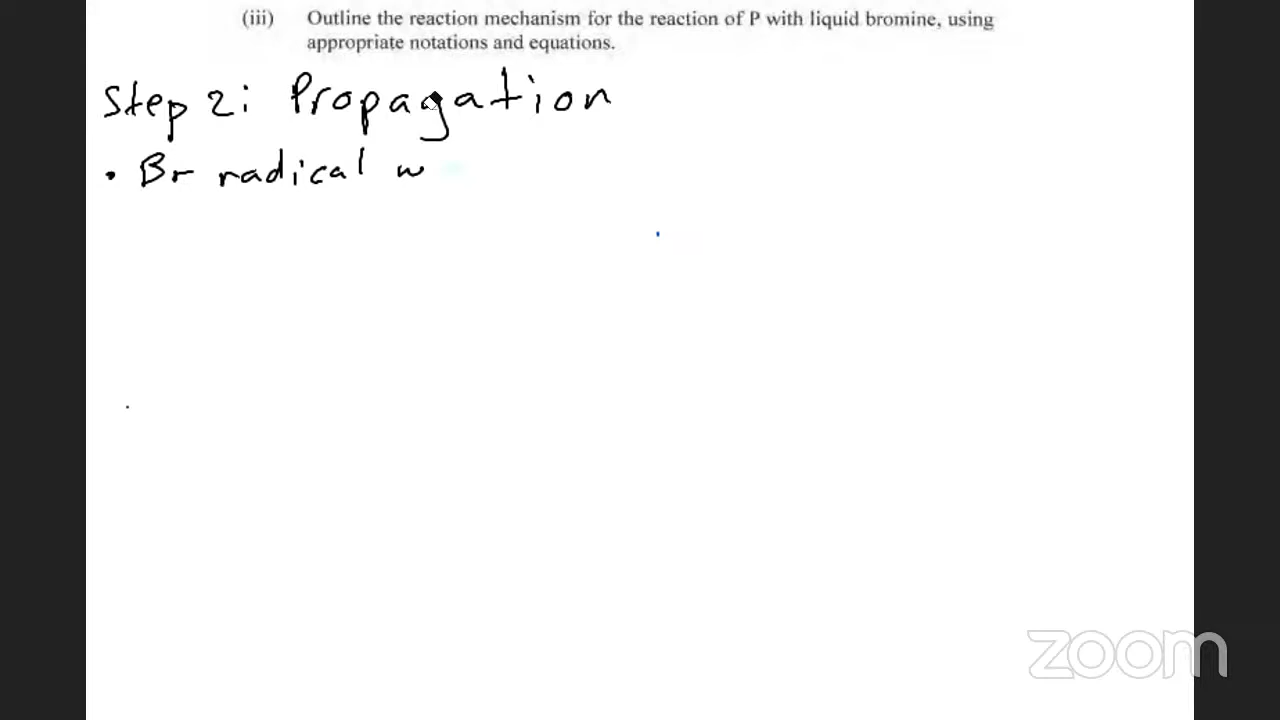 (iii) Outline the reaction mechanism for the reaction of P with liquid bromine, using
appropriate notations and equations.
Step 2: Propagation
• Br radical w
zoom